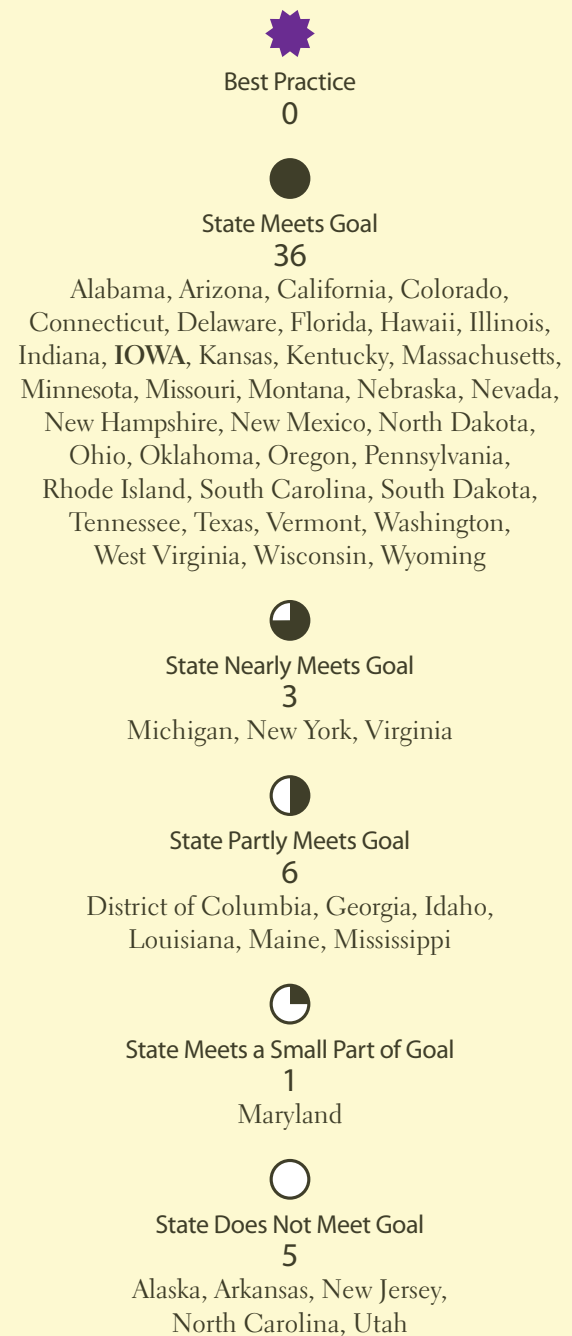 Best Practice
0
State Meets Goal
36
Alabama, Arizona, California, Colorado,
Connecticut, Delaware, Florida, Hawaii, Illinois,
Indiana, IOWA, Kansas, Kentucky, Massachusetts,
Minnesota, Missouri, Montana, Nebraska, Nevada,
New Hampshire, New Mexico, North Dakota,
Ohio, Oklahoma, Oregon, Pennsylvania,
Rhode Island, South Carolina, South Dakota,
Tennessee, Texas, Vermont, Washington,
West Virginia, Wisconsin, Wyoming
State Nearly Meets Goal
3
Michigan, New York, Virginia
State Partly Meets Goal
6
District of Columbia, Georgia, Idaho,
Louisiana, Maine, Mississippi
State Meets a Small Part of Goal
1
Maryland
State Does Not Meet Goal
5
Alaska, Arkansas, New Jersey,
North Carolina, Utah